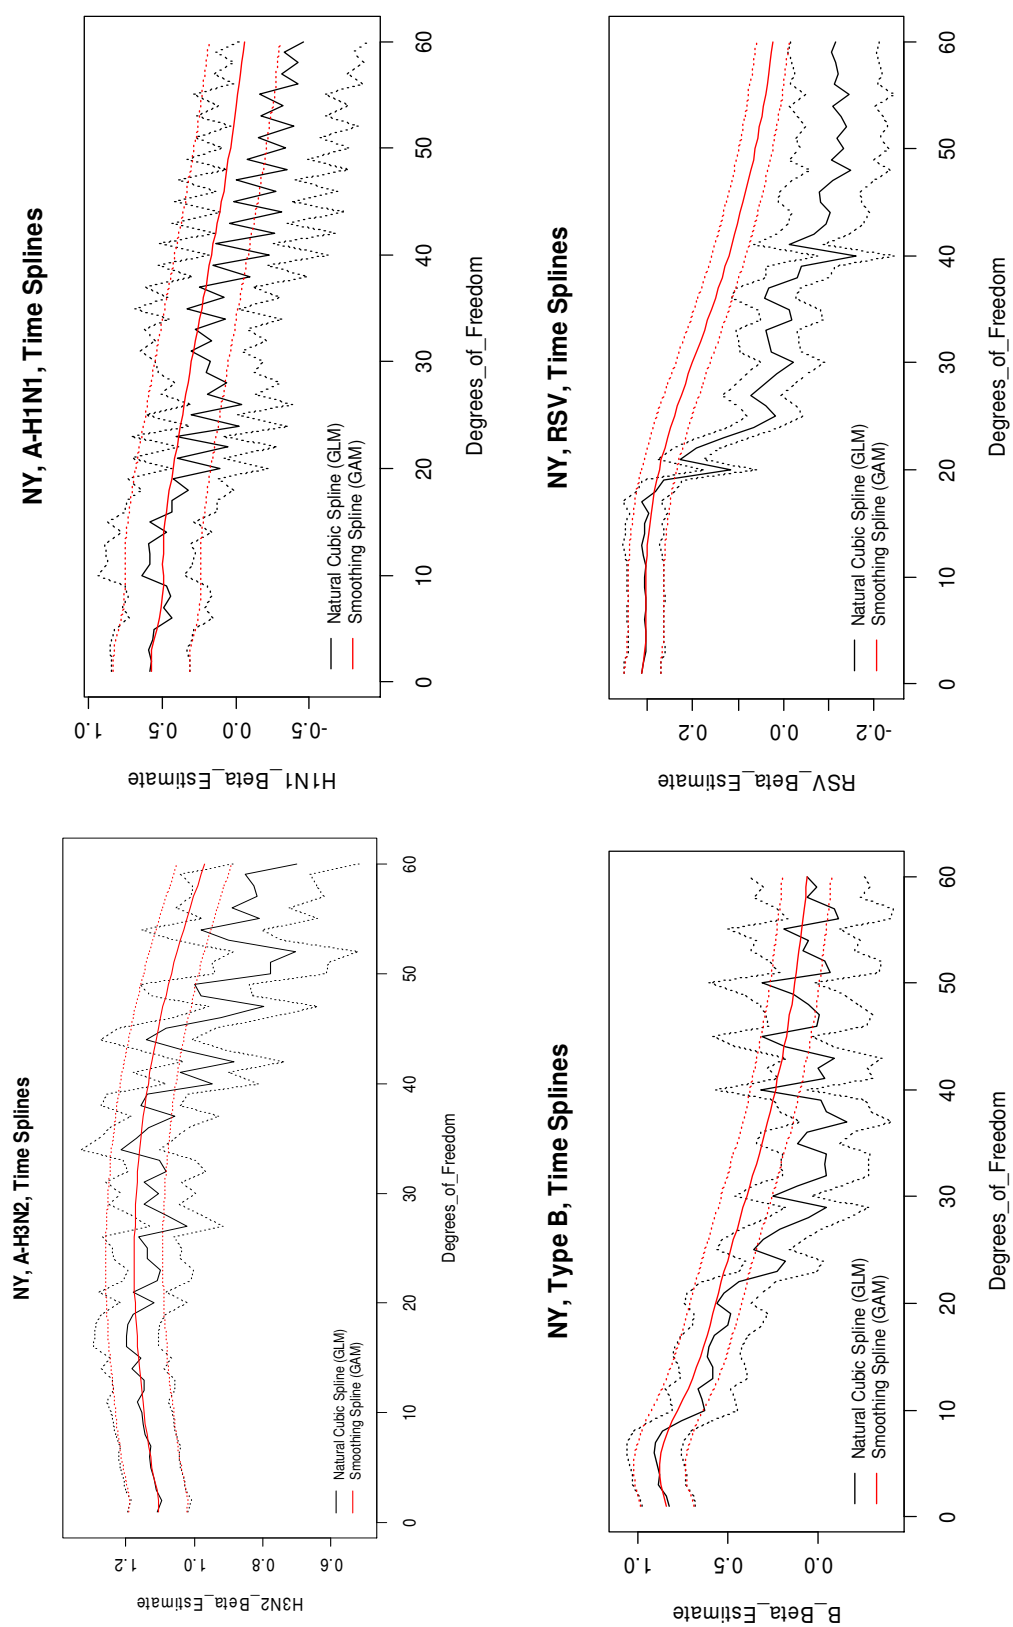 NY, A-H3N2, Time Splines
H3N2_Beta_Estimate
1.2
1.0
0.8
0.6
Natural Cubic Spline (GLM)
Smoothing Spline (GAM)
0 10 20 30 40 50 60
Degrees_of_Freedom
NY, A-H1N1, Time Splines
H1N1_Beta_Estimate
1.0
0.5
0.0
-0.5
Natural Cubic Spline (GLM)
Smoothing Spline (GAM)
0 10 20 30 40 50 60
Degrees_of_Freedom
NY, Type B, Time Splines
B_Beta_Estimate
1.0
0.5
0.0
Natural Cubic Spline (GLM)
Smoothing Spline (GAM)
0 10 20 30 40 50 60
Degrees_of_Freedom
NY, RSV, Time Splines
RSV_Beta_Estimate
0.2
0.0
-0.2
Natural Cubic Spline (GLM)
Smoothing Spline (GAM)
0 10 20 30 40 50 60
Degrees_of_Freedom